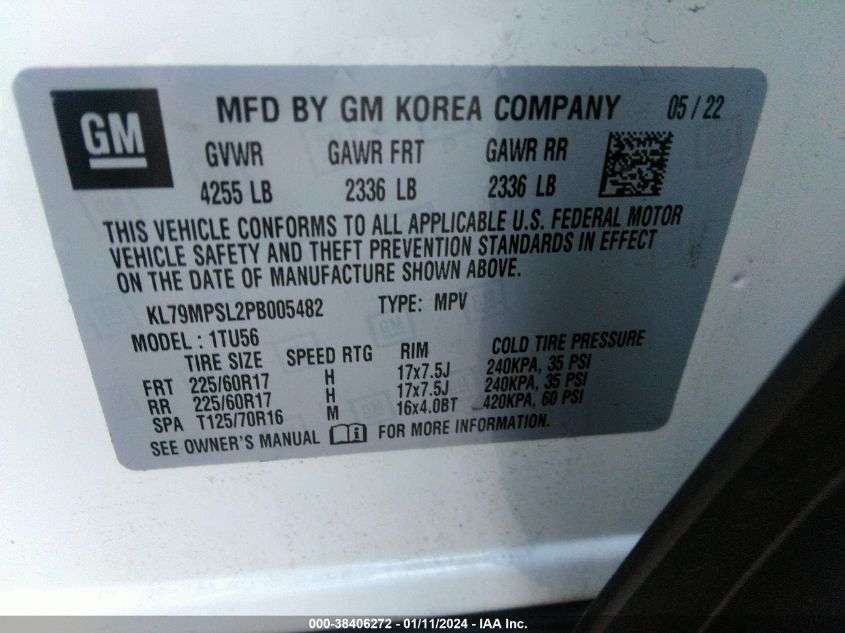 GM
MFD BY GM KOREA COMPANY 05 / 22
GVWR GAWR FRT GAWR RR
4255 LB 2336 LB 2336 LB
THIS VEHICLE CONFORMS TO ALL APPLICABLE U.S. FEDERAL MOTOR
VEHICLE SAFETY AND THEFT PREVENTION STANDARDS IN EFFECT
ON THE DATE OF MANUFACTURE SHOWN ABOVE.
KL79MPSL2PB005482 TYPE: MPV
MODEL : 1TU56
TIRE SIZE SPEED RTG RIM COLD TIRE PRESSURE
FRT 225/60R17 H 17x7.5J 240KPA, 35 PSI
RR 225/60R17 H 17x7.5J 240KPA, 35 PSI
SPA T125/70R16 M 16x4.0BT 420KPA, 60 PSI
SEE OWNER'S MANUAL FOR MORE INFORMATION.
000-38406272 - 01/11/2024 - IAA Inc.